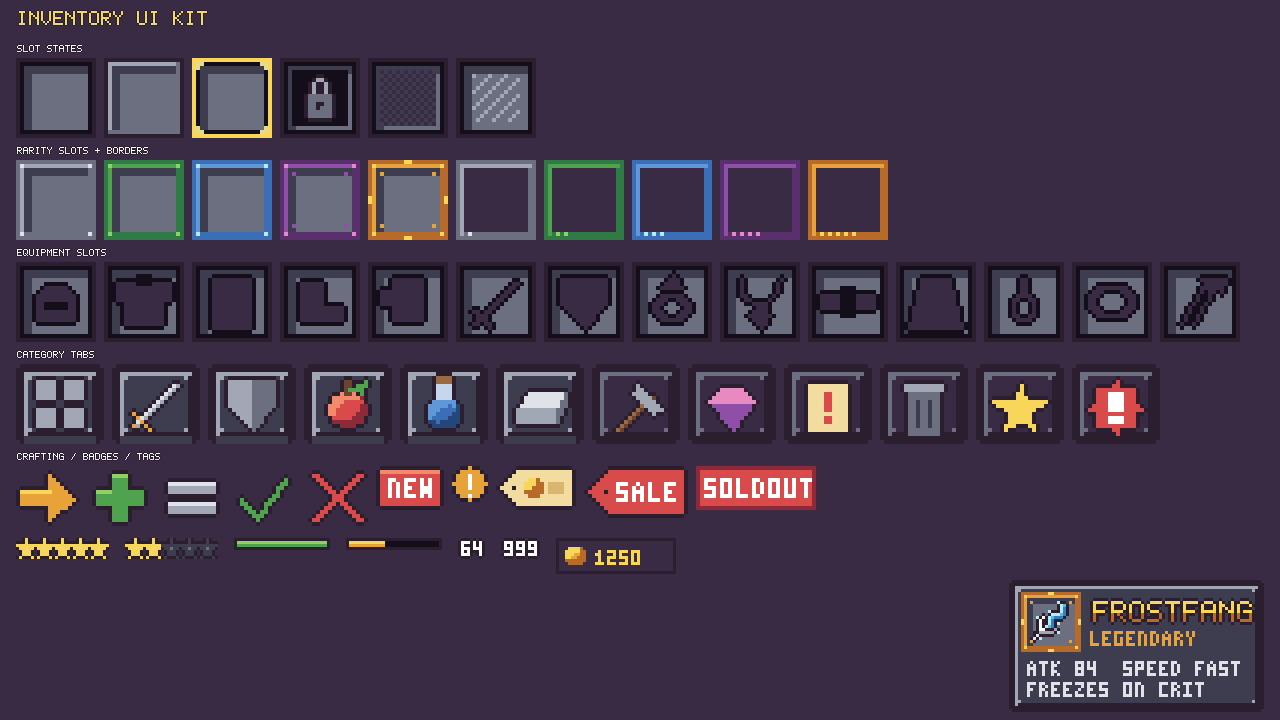 INVENTORY UI KIT
SLOT STATES
RARITY SLOTS + BORDERS
EQUIPMENT SLOTS
CATEGORY TABS
!
!
CRAFTING / BADGES / TAGS
NEW
!
SALE
SOLDOUT
64 999
1250
FROSTFANG
LEGENDARY
ATK 84 SPEED FAST
FREEZES ON CRIT